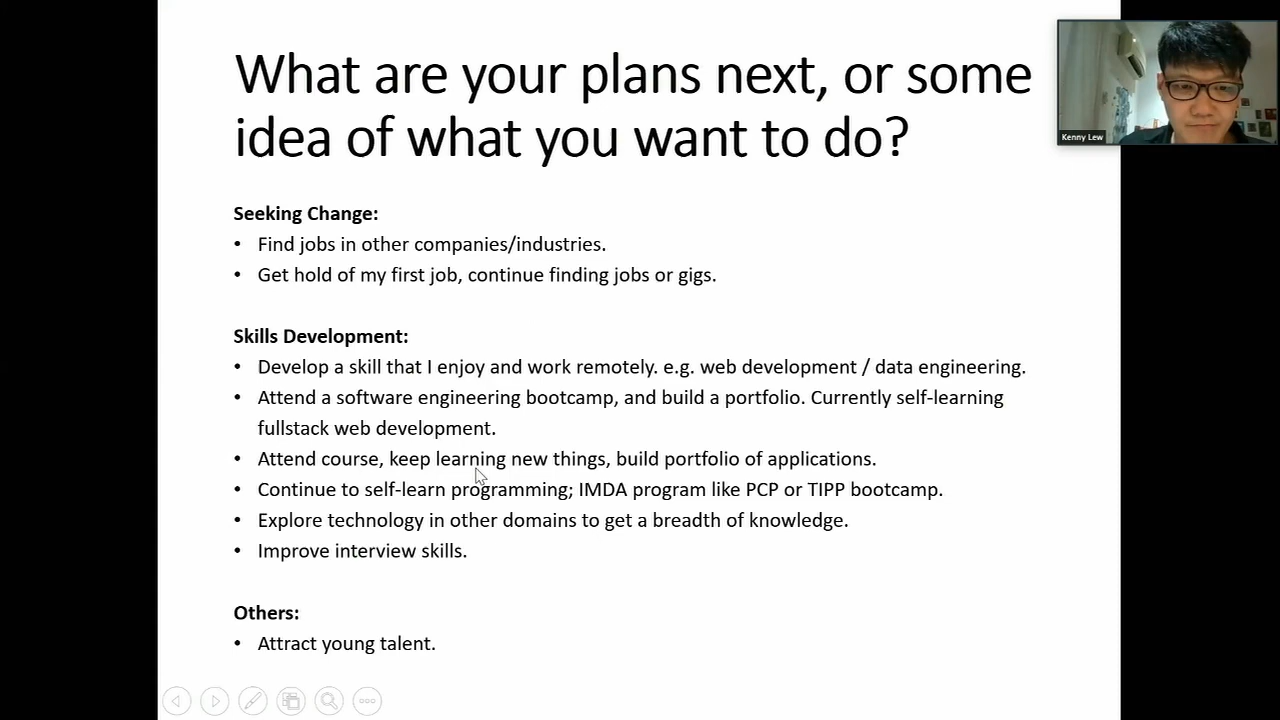 What are your plans next, or some
idea of what you want to do?
Kenny Lew
Seeking Change:
• Find jobs in other companies/industries.
• Get hold of my first job, continue finding jobs or gigs.
Skills Development:
• Develop a skill that I enjoy and work remotely. e.g. web development / data engineering.
• Attend a software engineering bootcamp, and build a portfolio. Currently self-learning
fullstack web development.
• Attend course, keep learning new things, build portfolio of applications.
• Continue to self-learn programming; IMDA program like PCP or TIPP bootcamp.
• Explore technology in other domains to get a breadth of knowledge.
• Improve interview skills.
Others:
• Attract young talent.